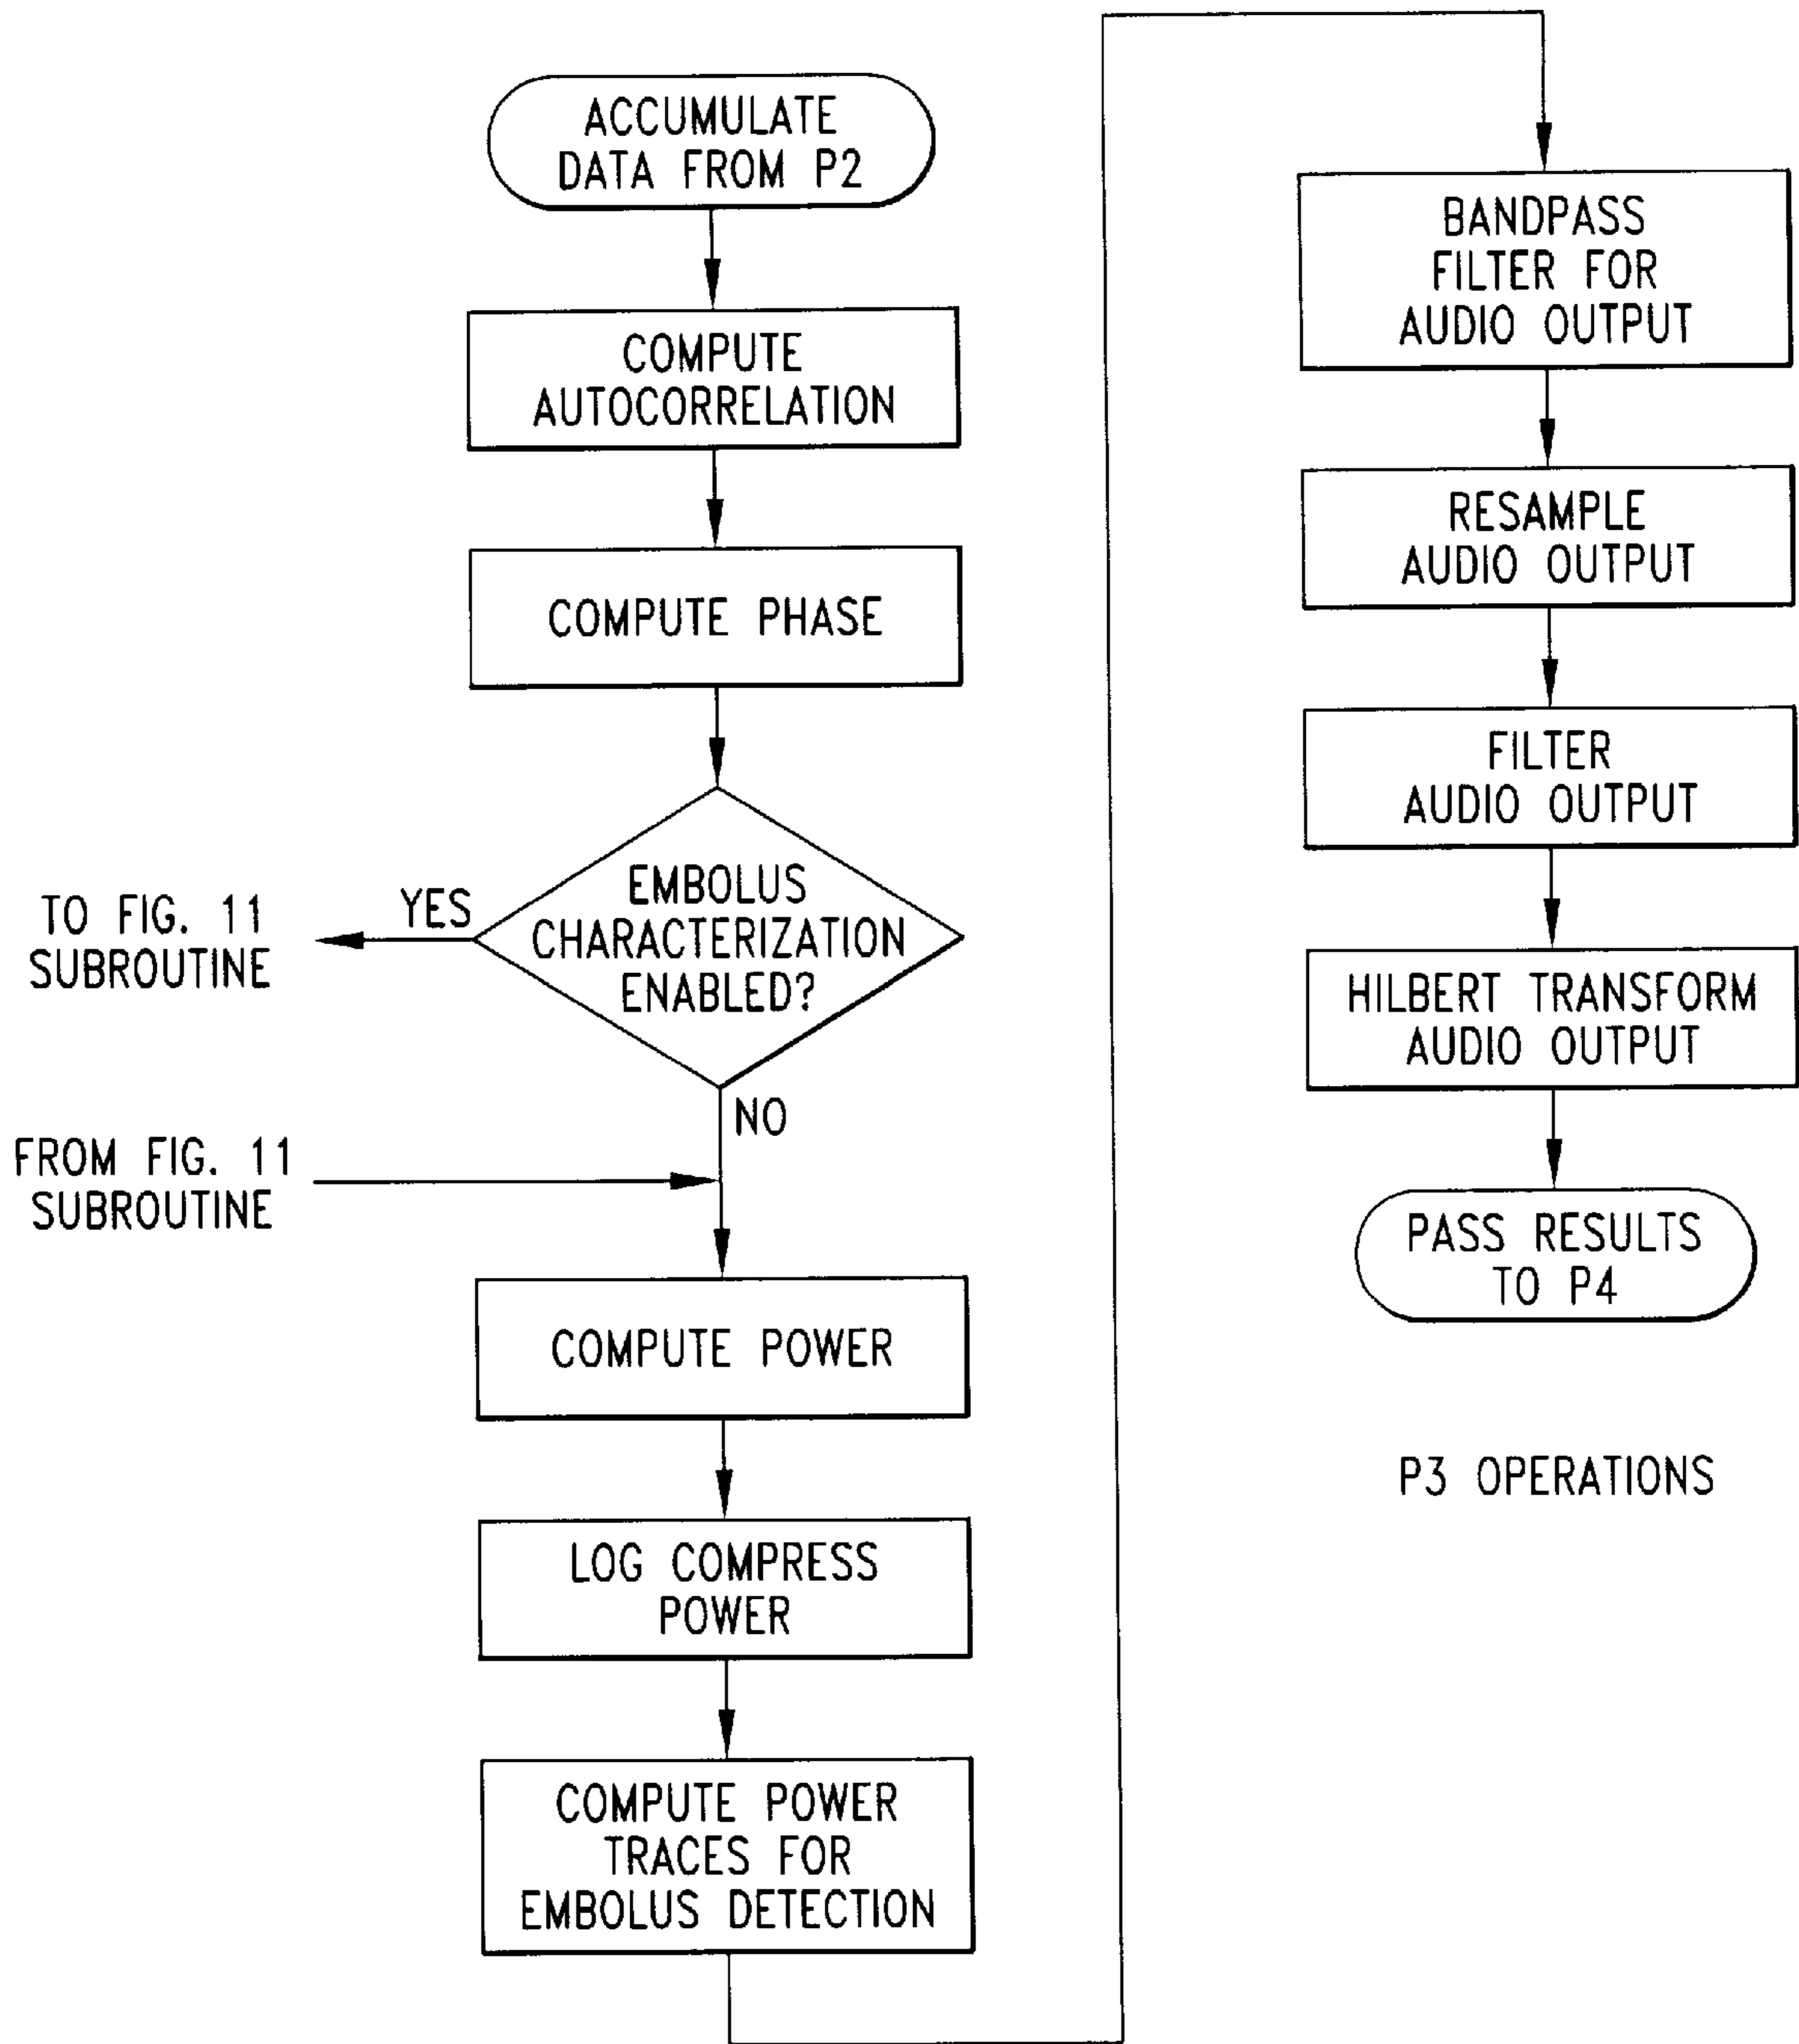 ACCUMULATE
DATA FROM P2
COMPUTE
AUTOCORRELATION
COMPUTE PHASE
EMBOLUS
CHARACTERIZATION
ENABLED?
YES
TO FIG. 11
SUBROUTINE
NO
FROM FIG. 11
SUBROUTINE
COMPUTE POWER
LOG COMPRESS
POWER
COMPUTE POWER
TRACES FOR
EMBOLUS DETECTION
BANDPASS
FILTER FOR
AUDIO OUTPUT
RESAMPLE
AUDIO OUTPUT
FILTER
AUDIO OUTPUT
HILBERT TRANSFORM
AUDIO OUTPUT
PASS RESULTS
TO P4
P3 OPERATIONS